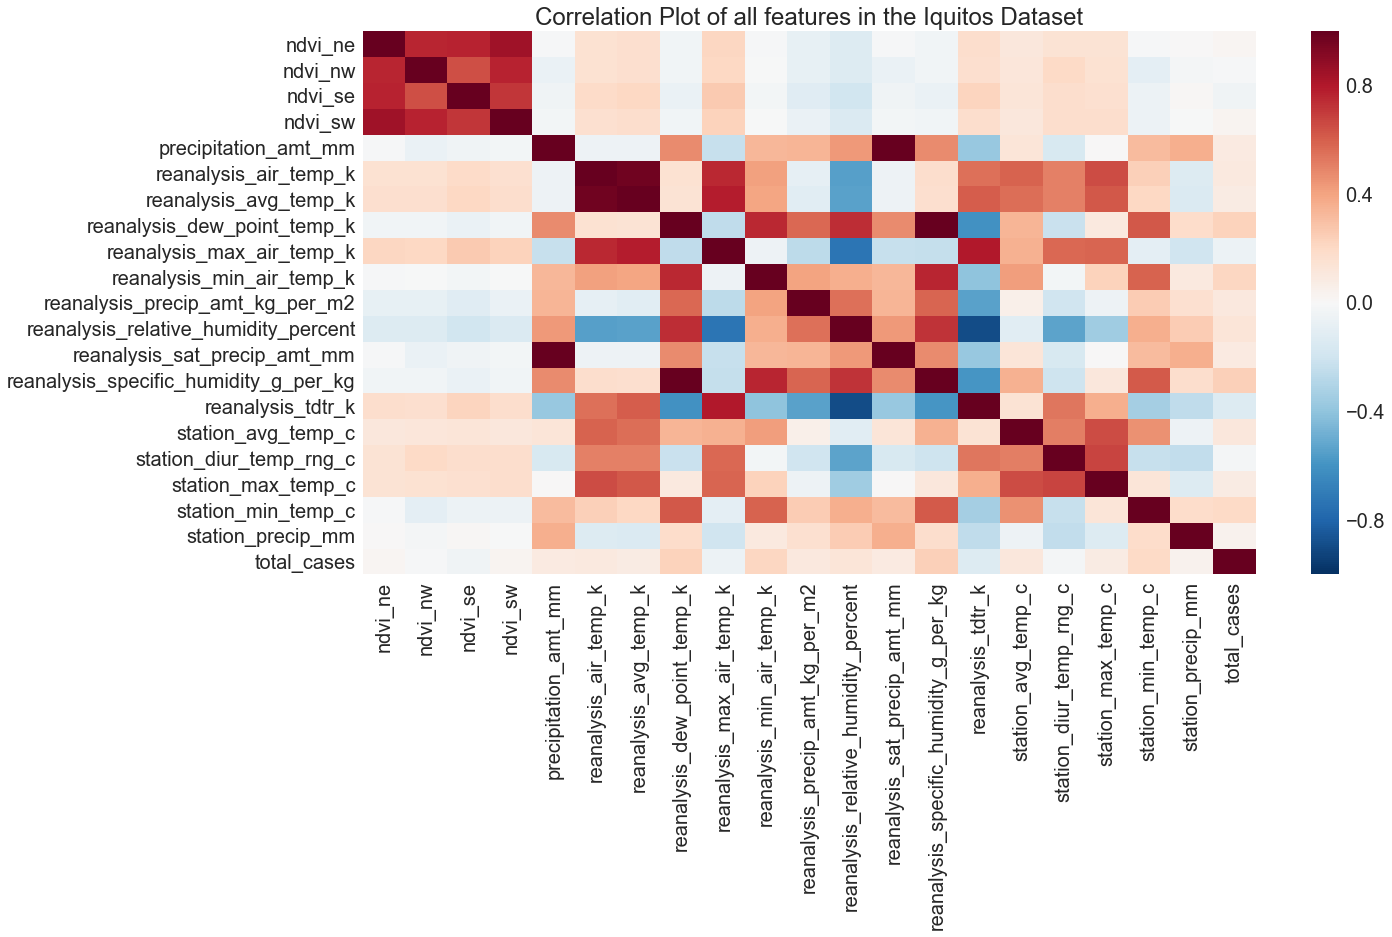 Correlation Plot of all features in the Iquitos Dataset
ndvi_ne
ndvi_nw
ndvi_se
ndvi_sw
precipitation_amt_mm
reanalysis_air_temp_k
reanalysis_avg_temp_k
reanalysis_dew_point_temp_k
reanalysis_max_air_temp_k
reanalysis_min_air_temp_k
reanalysis_precip_amt_kg_per_m2
reanalysis_relative_humidity_percent
reanalysis_sat_precip_amt_mm
reanalysis_specific_humidity_g_per_kg
reanalysis_tdtr_k
station_avg_temp_c
station_diur_temp_rng_c
station_max_temp_c
station_min_temp_c
station_precip_mm
total_cases
ndvi_ne
ndvi_nw
ndvi_se
ndvi_sw
precipitation_amt_mm
reanalysis_air_temp_k
reanalysis_avg_temp_k
reanalysis_dew_point_temp_k
reanalysis_max_air_temp_k
reanalysis_min_air_temp_k
reanalysis_precip_amt_kg_per_m2
reanalysis_relative_humidity_percent
reanalysis_sat_precip_amt_mm
reanalysis_specific_humidity_g_per_kg
reanalysis_tdtr_k
station_avg_temp_c
station_diur_temp_rng_c
station_max_temp_c
station_min_temp_c
station_precip_mm
total_cases
0.8
0.4
0.0
−0.4
−0.8